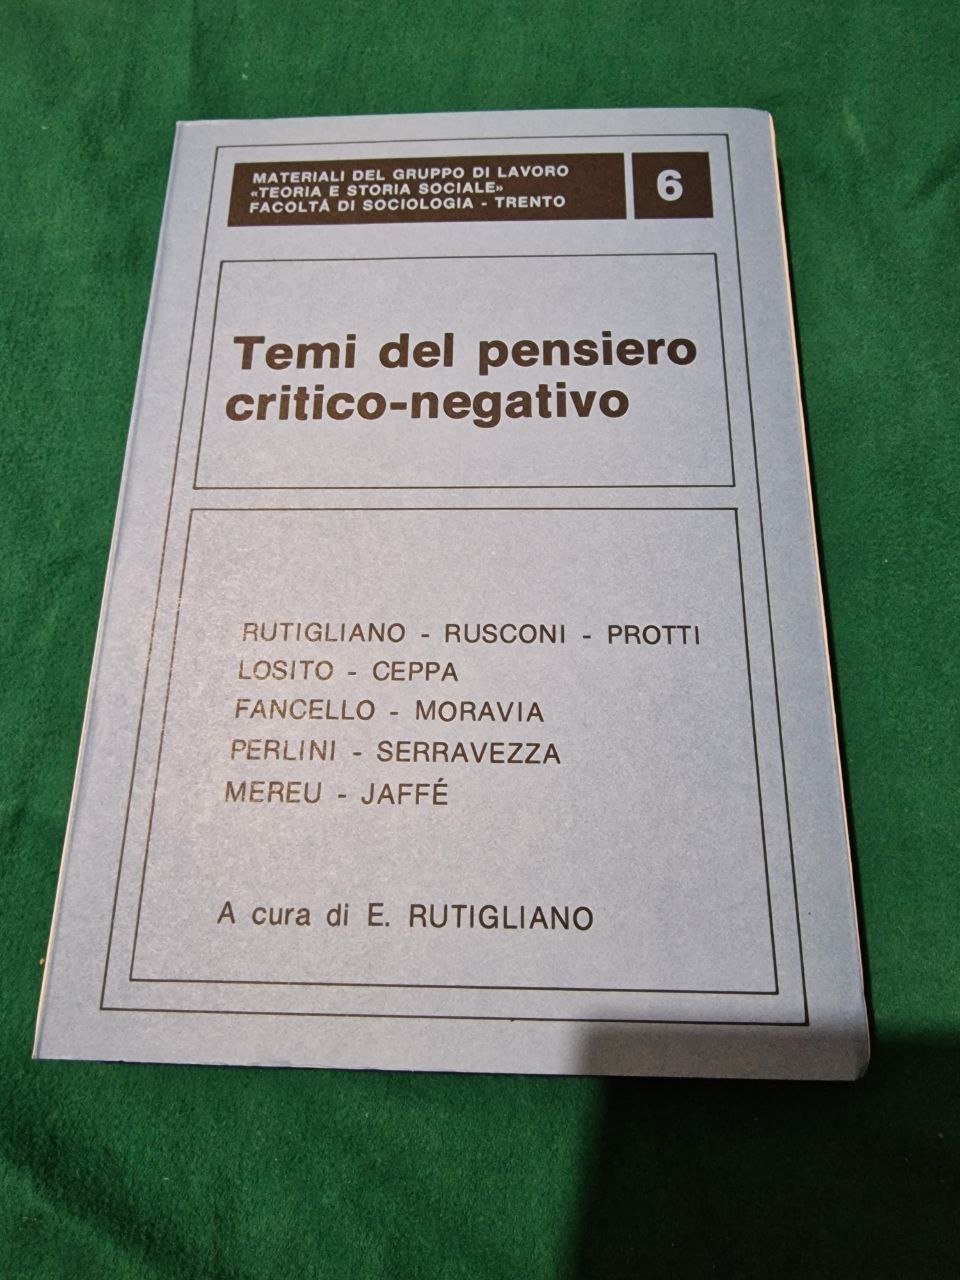 MATERIALI DEL GRUPPO DI LAVORO
«TEORIA E STORIA SOCIALE»
FACOLTÀ DI SOCIOLOGIA - TRENTO
6
Temi del pensiero
critico-negativo
RUTIGLIANO - RUSCONI - PROTTI
LOSITO - CEPPA
FANCELLO - MORAVIA
PERLINI - SERRAVEZZA
MEREU - JAFFÉ
A cura di E. RUTIGLIANO